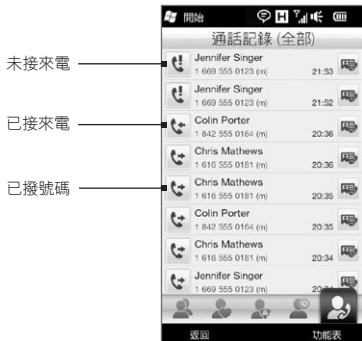 開始
通話記錄 (全部)
未接來電
Jennifer Singer
1 669 555 0123 (m) 21:53
Jennifer Singer
1 669 555 0123 (m) 21:52
已接來電
Colin Porter
1 842 555 0164 (m) 20:36
Chris Mathews
1 616 555 0181 (m) 20:36
已撥號碼
Chris Mathews
1 616 555 0181 (m) 20:35
Colin Porter
1 842 555 0164 (m) 20:35
Chris Mathews
1 616 555 0181 (m) 20:34
Jennifer Singer
1 669 555 0123 (m)
返回 功能表